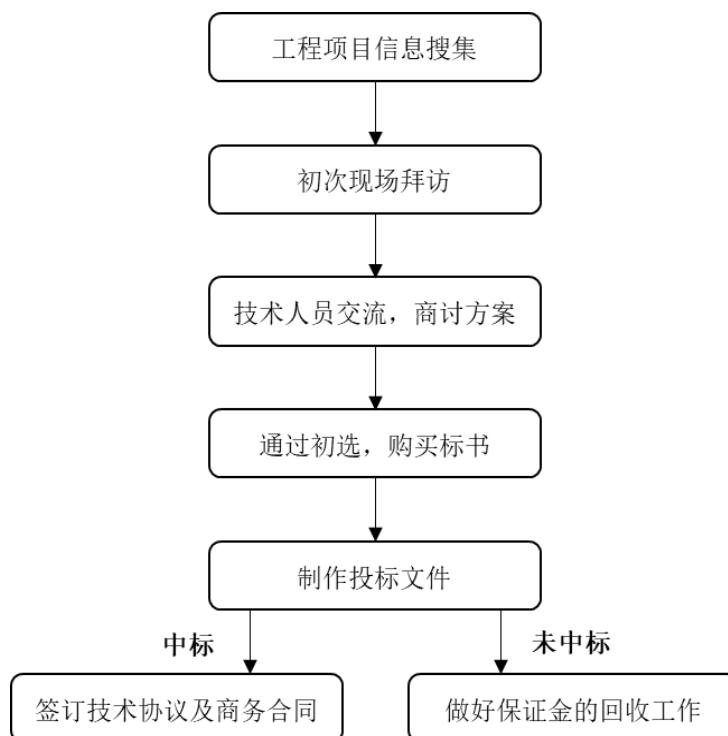 工程项目信息搜集
初次现场拜访
技术人员交流，商讨方案
通过初选，购买标书
制作投标文件
中标
未中标
签订技术协议及商务合同
做好保证金的回收工作